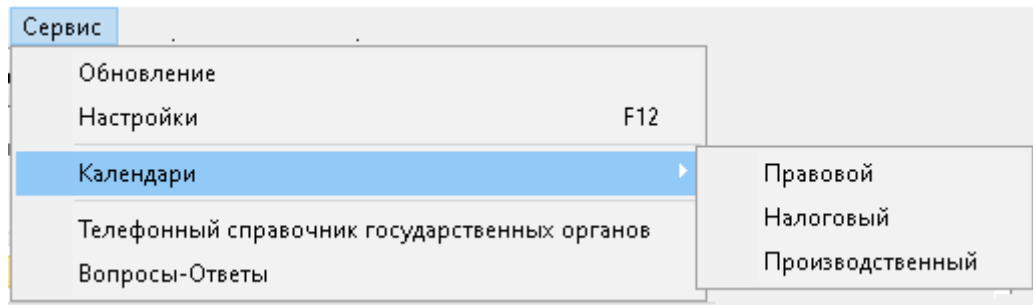 Сервис
Обновление
Настройки F12
Календари
Правовой
Налоговый
Производственный
Телефонный справочник государственных органов
Вопросы-Ответы